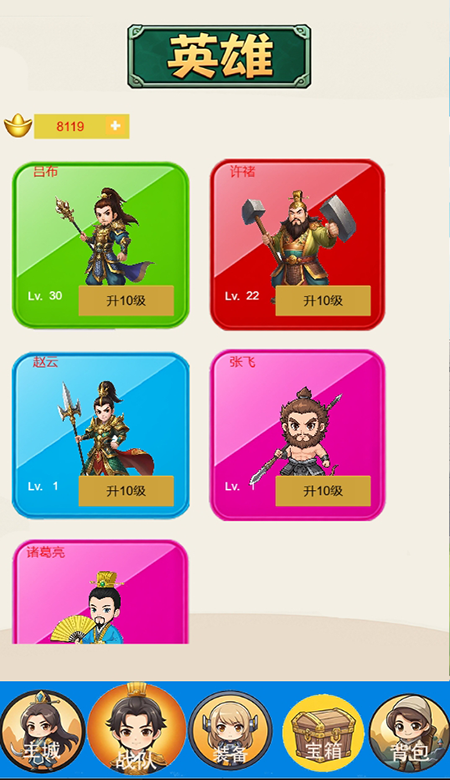 英雄
8119 +
吕布
许褚
Lv. 30
升10级
Lv. 22
升10级
赵云
张飞
Lv. 1
升10级
Lv. 1
升10级
诸葛亮
主城
战队
装备
宝箱
背包